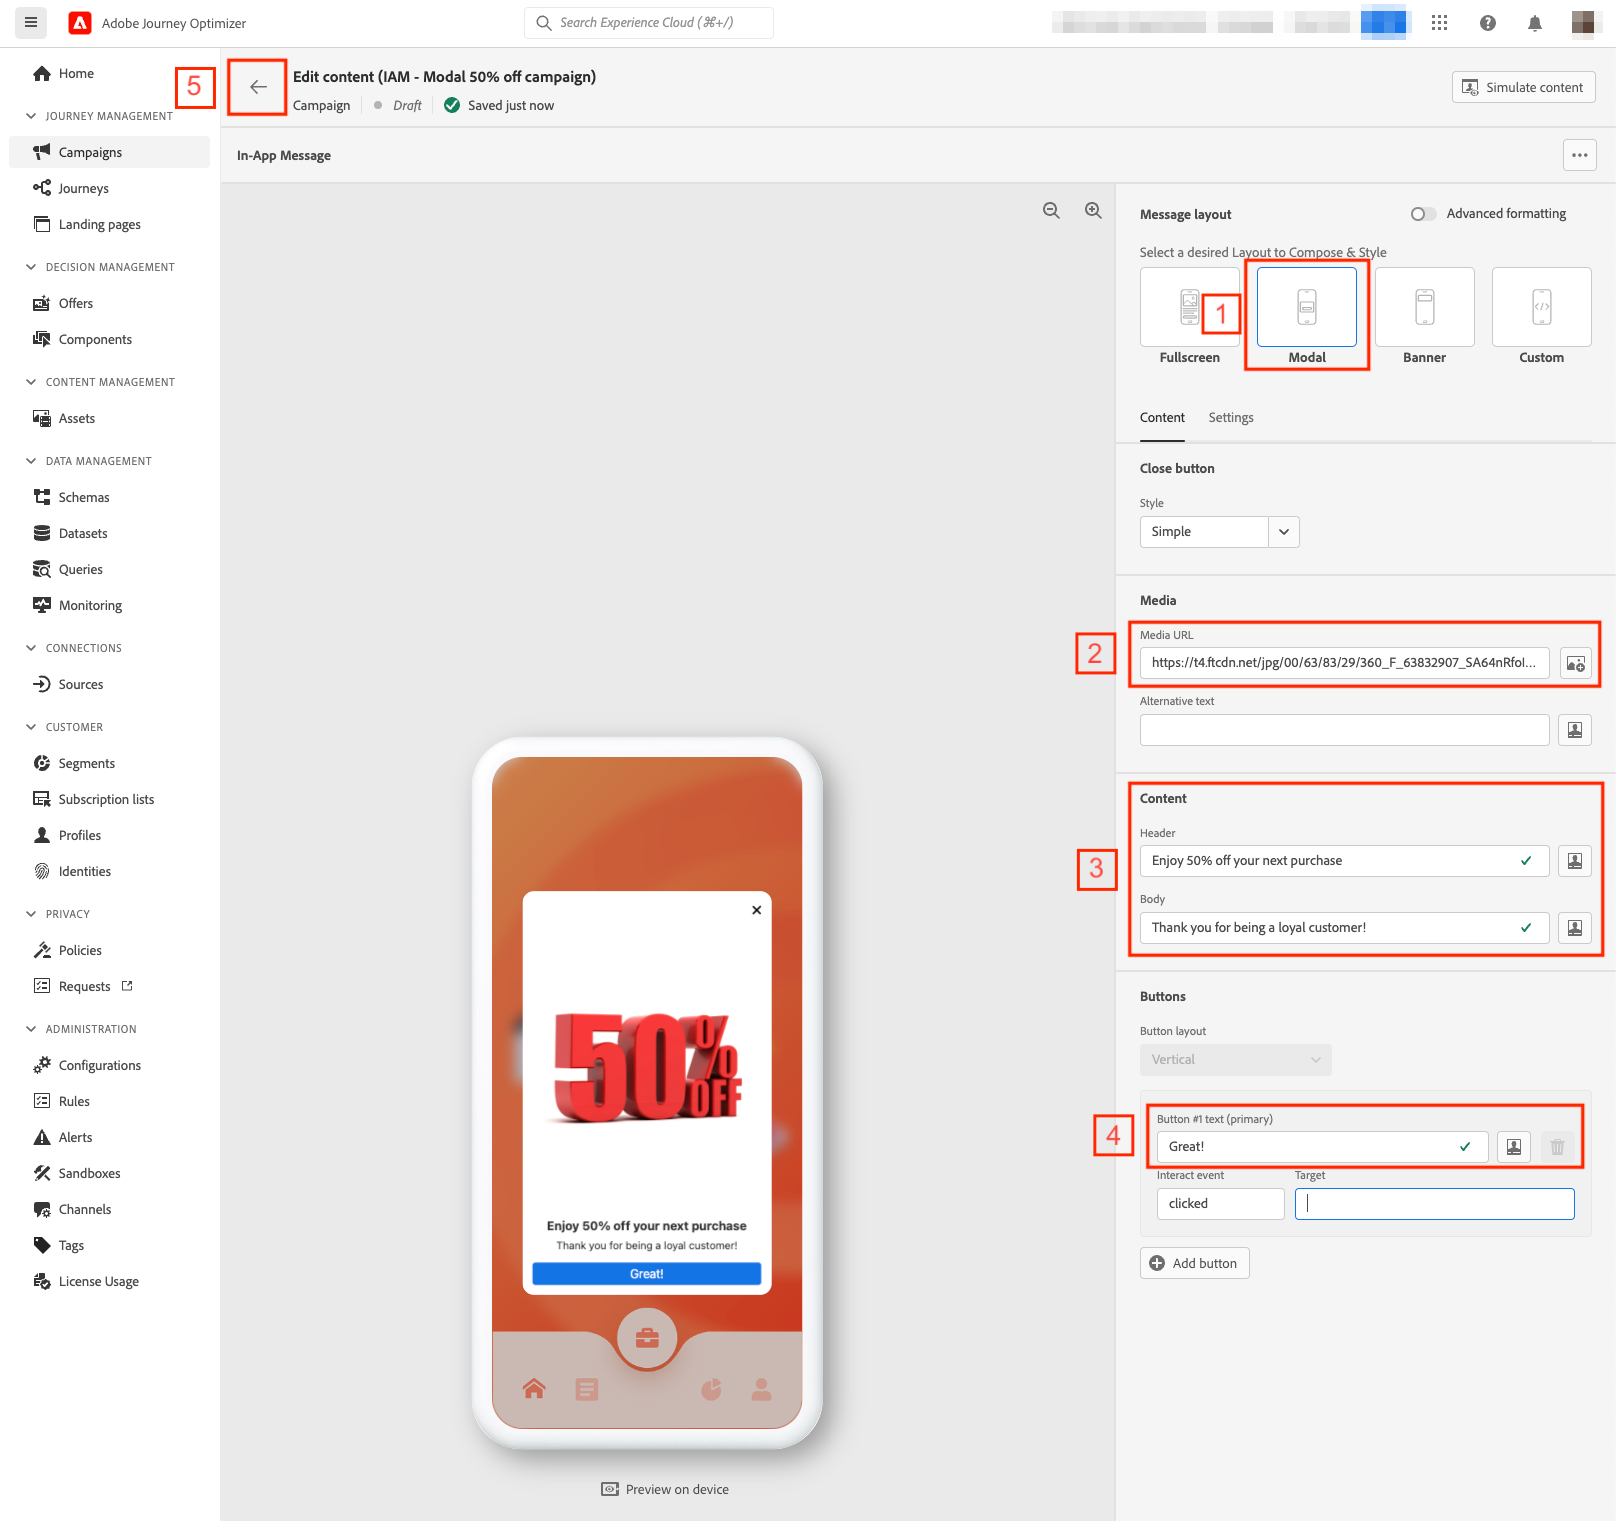 Adobe Journey Optimizer
Search Experience Cloud (⌘+/)
Home
JOURNEY MANAGEMENT
Campaigns
Journeys
Landing pages
DECISION MANAGEMENT
Offers
Components
CONTENT MANAGEMENT
Assets
DATA MANAGEMENT
Schemas
Datasets
Queries
Monitoring
CONNECTIONS
Sources
CUSTOMER
Segments
Subscription lists
Profiles
Identities
PRIVACY
Policies
Requests
ADMINISTRATION
Configurations
Rules
Alerts
Sandboxes
Channels
Tags
License Usage
5
Edit content (IAM - Modal 50% off campaign)
Campaign Draft Saved just now
Simulate content
In-App Message
Message layout
Advanced formatting
Select a desired Layout to Compose & Style
1
Fullscreen Modal Banner Custom
Content Settings
Close button
Style
Simple
Media
2
Media URL
https://t4.ftcdn.net/jpg/00/63/83/29/360_F_63832907_SA64nRfol...
Alternative text
Content
3
Header
Enjoy 50% off your next purchase
Body
Thank you for being a loyal customer!
Buttons
Button layout
Vertical
4
Button #1 text (primary)
Great!
Interact event Target
clicked
Add button
50% OFF
Enjoy 50% off your next purchase
Thank you for being a loyal customer!
Great!
Preview on device